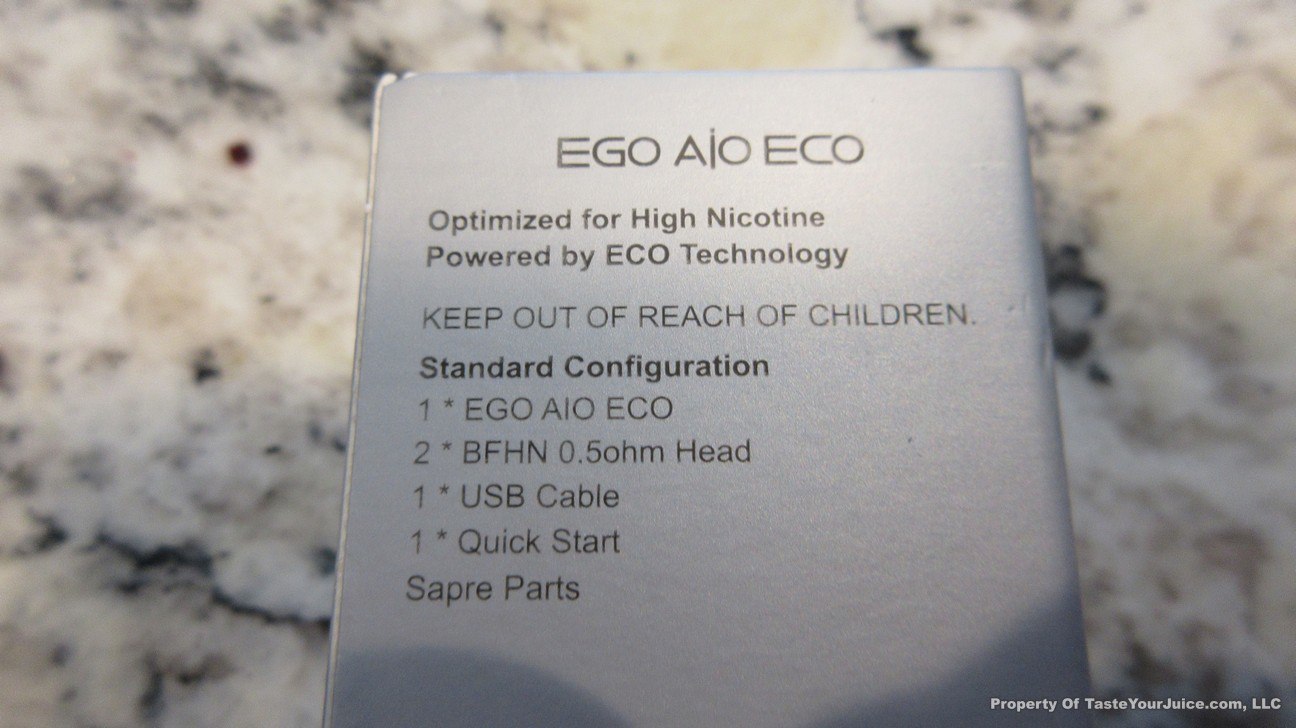 EGO AIO ECO
Optimized for High Nicotine
Powered by ECO Technology
KEEP OUT OF REACH OF CHILDREN.
Standard Configuration
1 * EGO AIO ECO
2 * BFHN 0.5ohm Head
1 * USB Cable
1 * Quick Start
Sapre Parts
Property Of TasteYourJuice.com, LLC